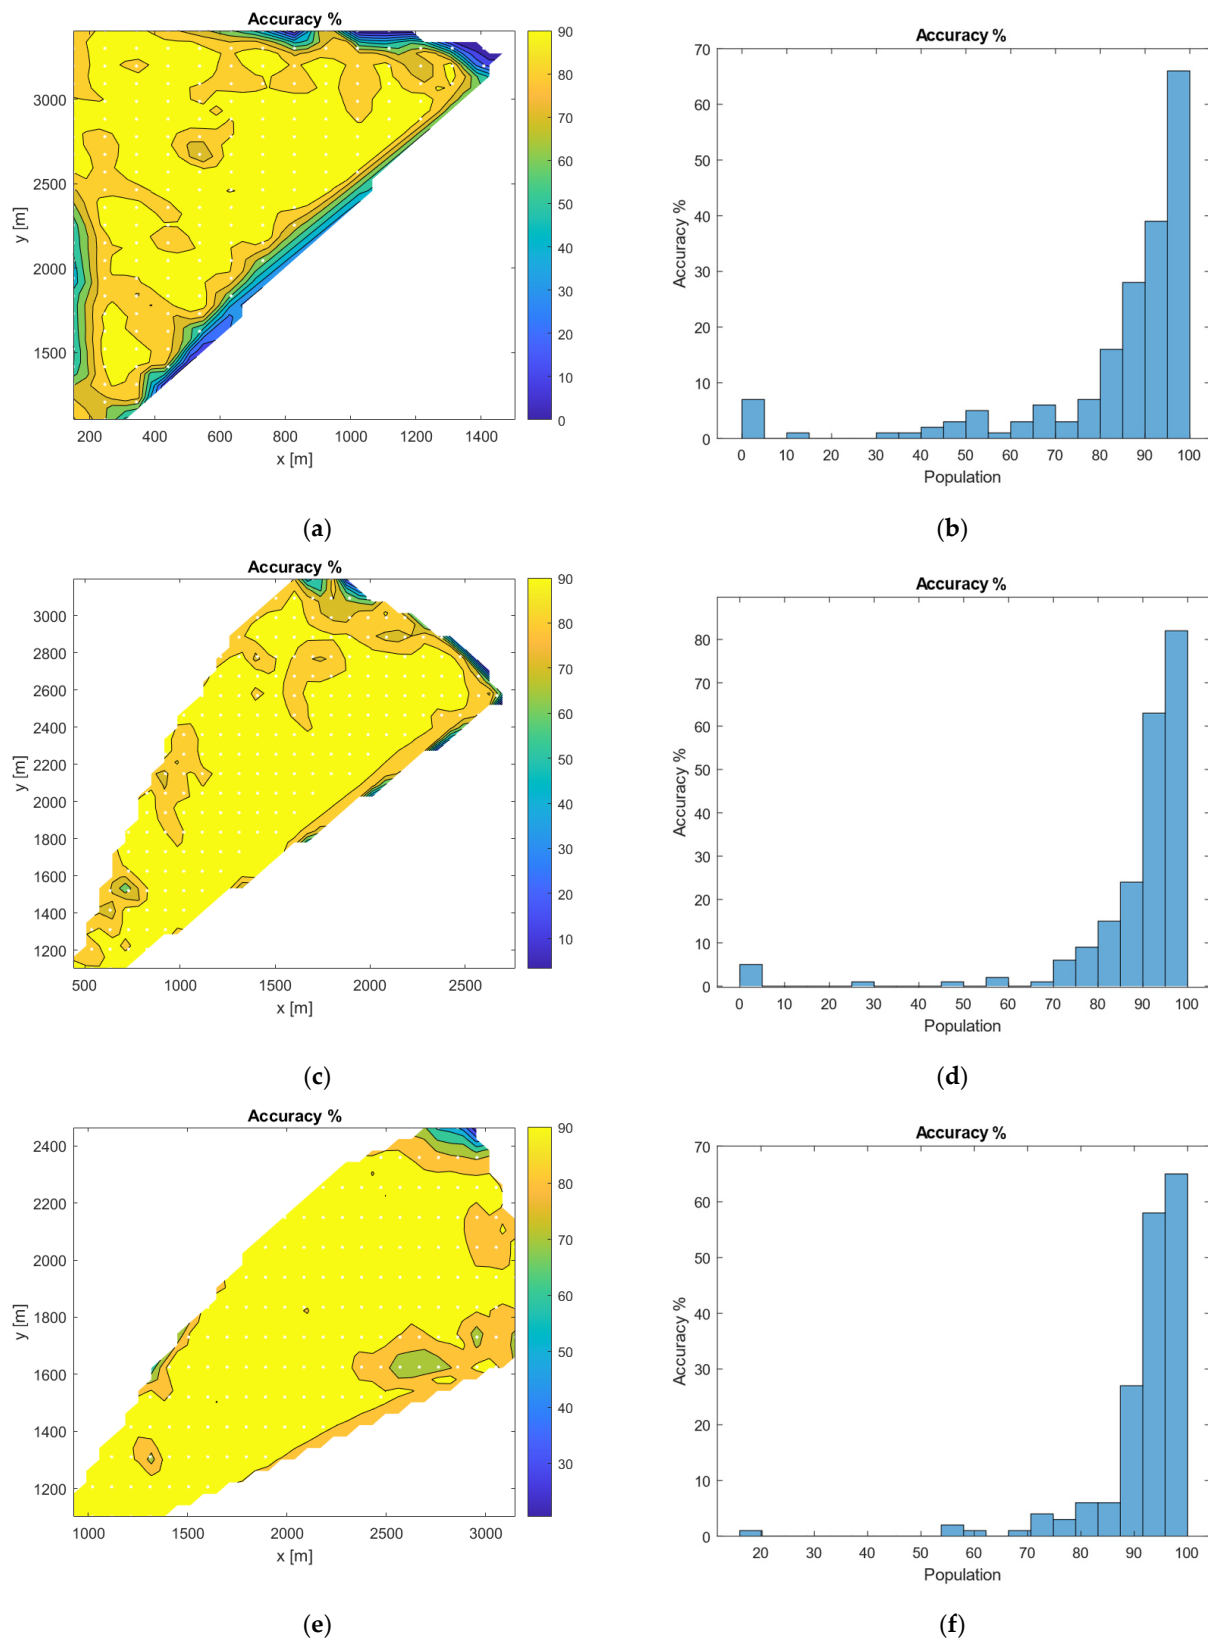 Accuracy %
3000
2500
2000
1500
y [m]
200 400 600 800 1000 1200 1400
x [m]
90
80
70
60
50
40
30
20
10
0
(a)
Accuracy %
70
60
50
40
30
20
10
0
Accuracy %
0 10 20 30 40 50 60 70 80 90 100
Population
(b)
Accuracy %
3000
2800
2600
2400
2200
2000
1800
1600
1400
1200
y [m]
500 1000 1500 2000 2500
x [m]
90
80
70
60
50
40
30
20
10
(c)
Accuracy %
80
70
60
50
40
30
20
10
0
Accuracy %
0 10 20 30 40 50 60 70 80 90 100
Population
(d)
Accuracy %
2400
2200
2000
1800
1600
1400
1200
y [m]
1000 1500 2000 2500 3000
x [m]
90
80
70
60
50
40
30
(e)
Accuracy %
70
60
50
40
30
20
10
0
Accuracy %
20 30 40 50 60 70 80 90 100
Population
(f)